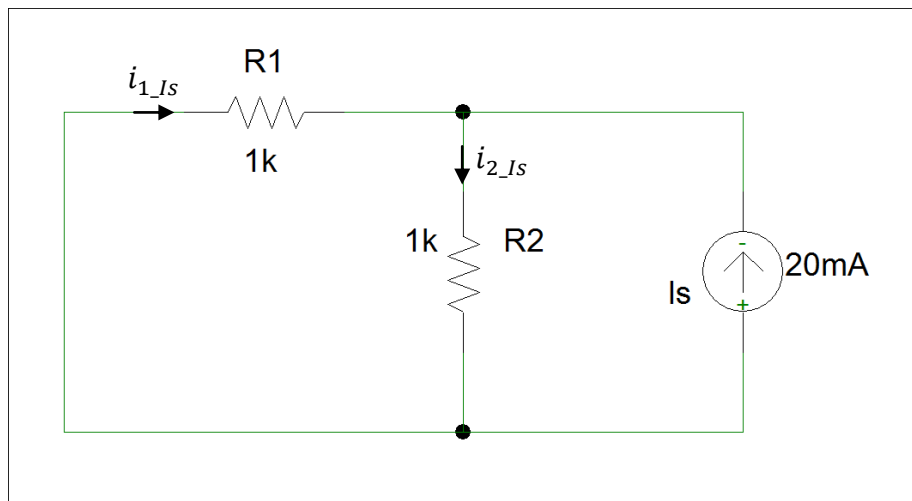 R1
i1_Is
1k
i2_Is
1k R2
-
20mA
Is
+